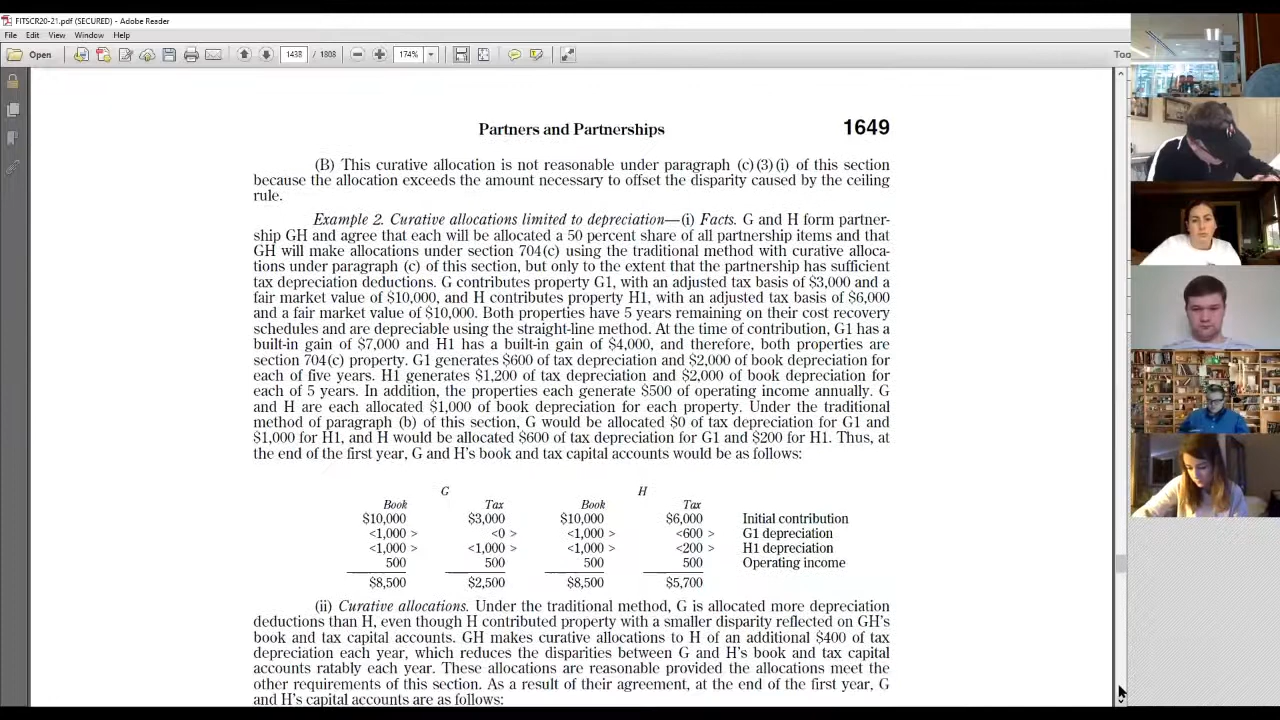 FITSCR20-21.pdf (SECURED) - Adobe Reader
File Edit View Window Help
Open 1438 / 1808 174% Too
Partners and Partnerships 1649
(B) This curative allocation is not reasonable under paragraph (c)(3)(i) of this section
because the allocation exceeds the amount necessary to offset the disparity caused by the ceiling
rule.
Example 2. Curative allocations limited to depreciation—(i) Facts. G and H form partner-
ship GH and agree that each will be allocated a 50 percent share of all partnership items and that
GH will make allocations under section 704(c) using the traditional method with curative alloca-
tions under paragraph (c) of this section, but only to the extent that the partnership has sufficient
tax depreciation deductions. G contributes property G1, with an adjusted tax basis of $3,000 and a
fair market value of $10,000, and H contributes property H1, with an adjusted tax basis of $6,000
and a fair market value of $10,000. Both properties have 5 years remaining on their cost recovery
schedules and are depreciable using the straight-line method. At the time of contribution, G1 has a
built-in gain of $7,000 and H1 has a built-in gain of $4,000, and therefore, both properties are
section 704(c) property. G1 generates $600 of tax depreciation and $2,000 of book depreciation for
each of five years. H1 generates $1,200 of tax depreciation and $2,000 of book depreciation for
each of 5 years. In addition, the properties each generate $500 of operating income annually. G
and H are each allocated $1,000 of book depreciation for each property. Under the traditional
method of paragraph (b) of this section, G would be allocated $0 of tax depreciation for G1 and
$1,000 for H1, and H would be allocated $600 of tax depreciation for G1 and $200 for H1. Thus, at
the end of the first year, G and H's book and tax capital accounts would be as follows:
G H
Book Tax Book Tax
$10,000 $3,000 $10,000 $6,000 Initial contribution
<1,000 > <0 > <1,000 > <600 > G1 depreciation
<1,000 > <1,000 > <1,000 > <200 > H1 depreciation
500 500 500 500 Operating income
$8,500 $2,500 $8,500 $5,700
(ii) Curative allocations. Under the traditional method, G is allocated more depreciation
deductions than H, even though H contributed property with a smaller disparity reflected on GH's
book and tax capital accounts. GH makes curative allocations to H of an additional $400 of tax
depreciation each year, which reduces the disparities between G and H's book and tax capital
accounts ratably each year. These allocations are reasonable provided the allocations meet the
other requirements of this section. As a result of their agreement, at the end of the first year, G
and H's capital accounts are as follows: